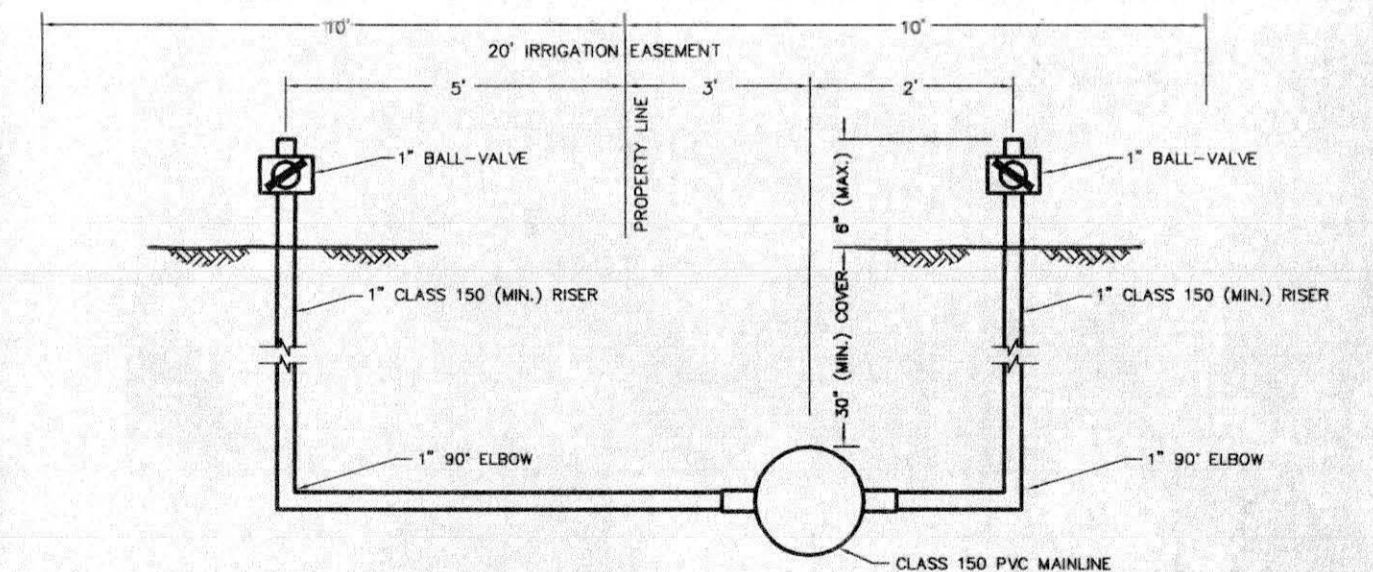 10'
10'
20' IRRIGATION EASEMENT
5'
3'
2'
PROPERTY LINE
6" (MAX.)
1" BALL-VALVE
1" BALL-VALVE
30" (MIN.) COVER
1" CLASS 150 (MIN.) RISER
1" CLASS 150 (MIN.) RISER
1" 90° ELBOW
1" 90° ELBOW
CLASS 150 PVC MAINLINE